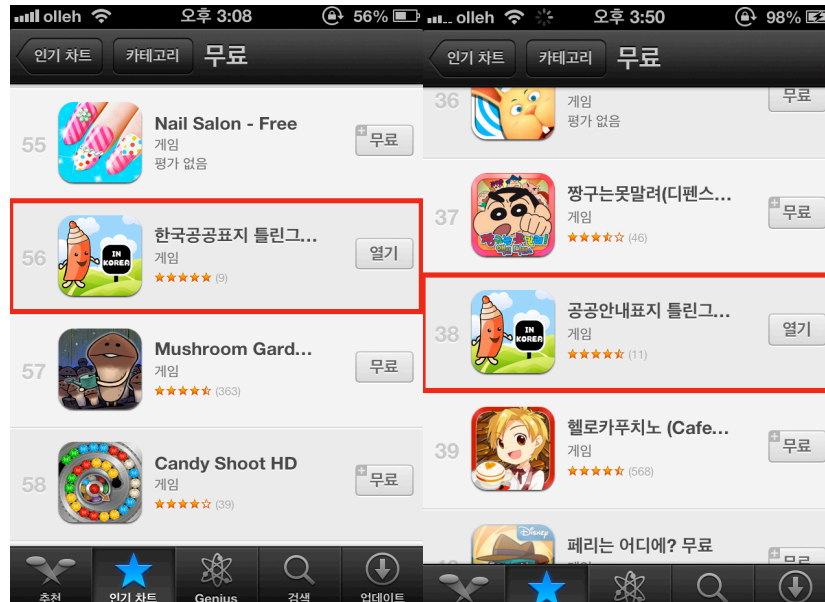 olleh 오후 3:08 56%
인기 차트 카테고리 무료
55 Nail Salon - Free
게임
평가 없음
무료
56 한국공공표지 틀린그...
게임
(9)
열기
IN
KOREA
57 Mushroom Gard...
게임
(363)
무료
58 Candy Shoot HD
게임
(39)
무료
추천 인기 차트 Genius 검색 업데이트
olleh 오후 3:50 98%
인기 차트 카테고리 무료
36 게임
평가 없음
무료
37 짱구는못말려(디펜스...
게임
(46)
무료
38 공공안내표지 틀린그...
게임
(11)
열기
IN
KOREA
39 헬로카푸치노 (Cafe...
게임
(568)
무료
Disney
페리는 어디에? 무료